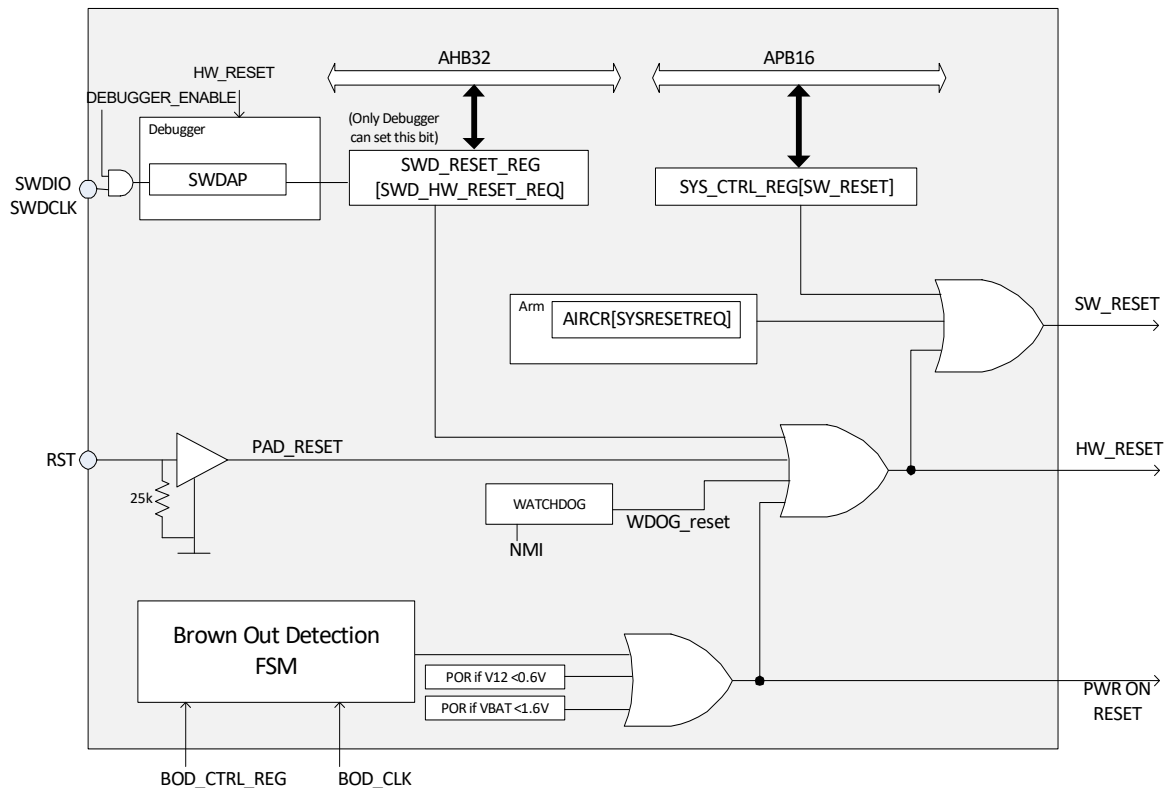 AHB32
APB16
HW_RESET
DEBUGGER_ENABLE
Debugger
(Only Debugger
can set this bit)
SWDAP
SWD_RESET_REG
[SWD_HW_RESET_REQ]
SYS_CTRL_REG[SW_RESET]
SWDIO
SWDCLK
Arm
AIRCR[SYSRESETREQ]
SW_RESET
RST
PAD_RESET
HW_RESET
25k
WATCHDOG
WDOG_reset
NMI
Brown Out Detection
FSM
POR if V12 <0.6V
POR if VBAT <1.6V
PWR ON
RESET
BOD_CTRL_REG
BOD_CLK